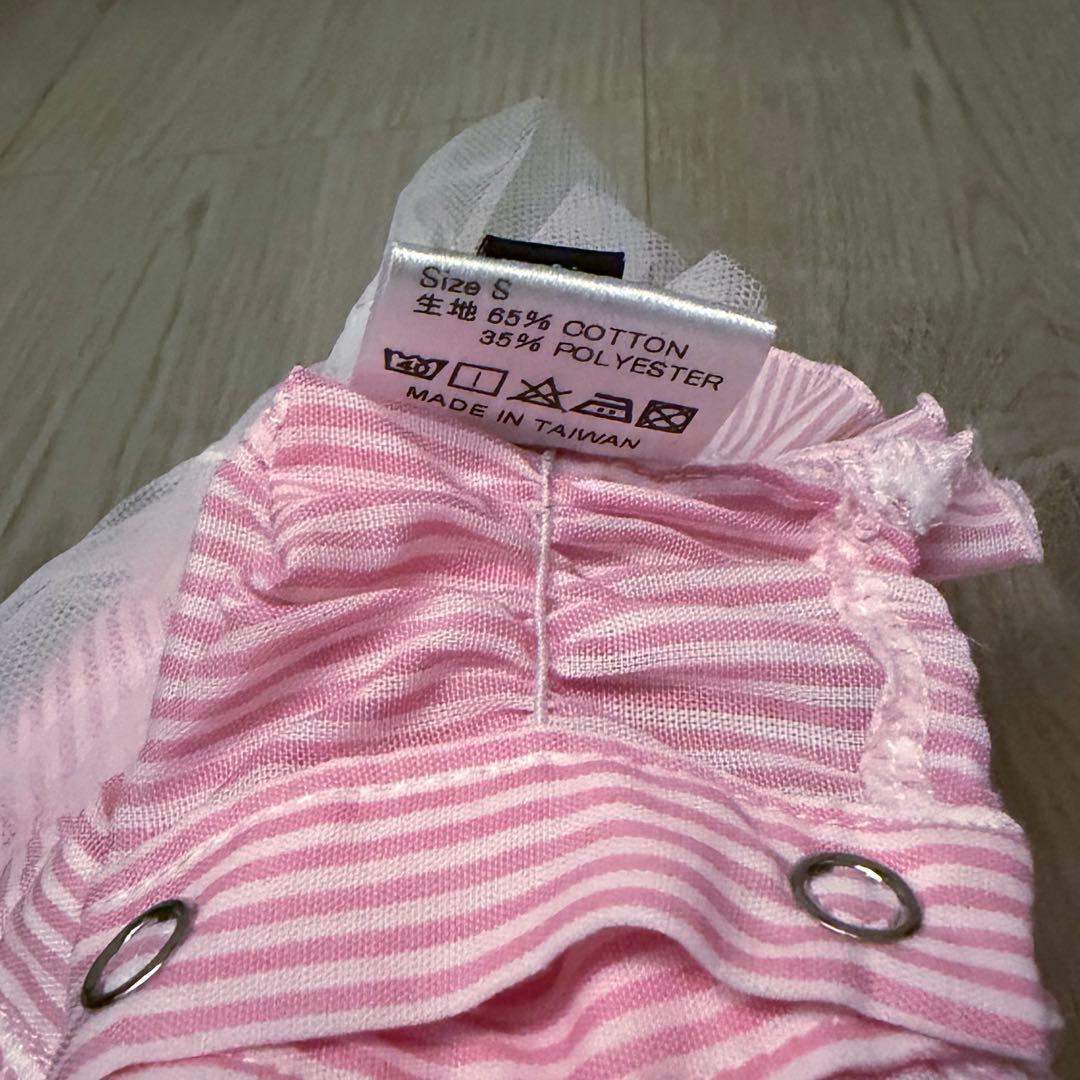 Size S
生地 65% COTTON
35% POLYESTER
40
MADE IN TAIWAN